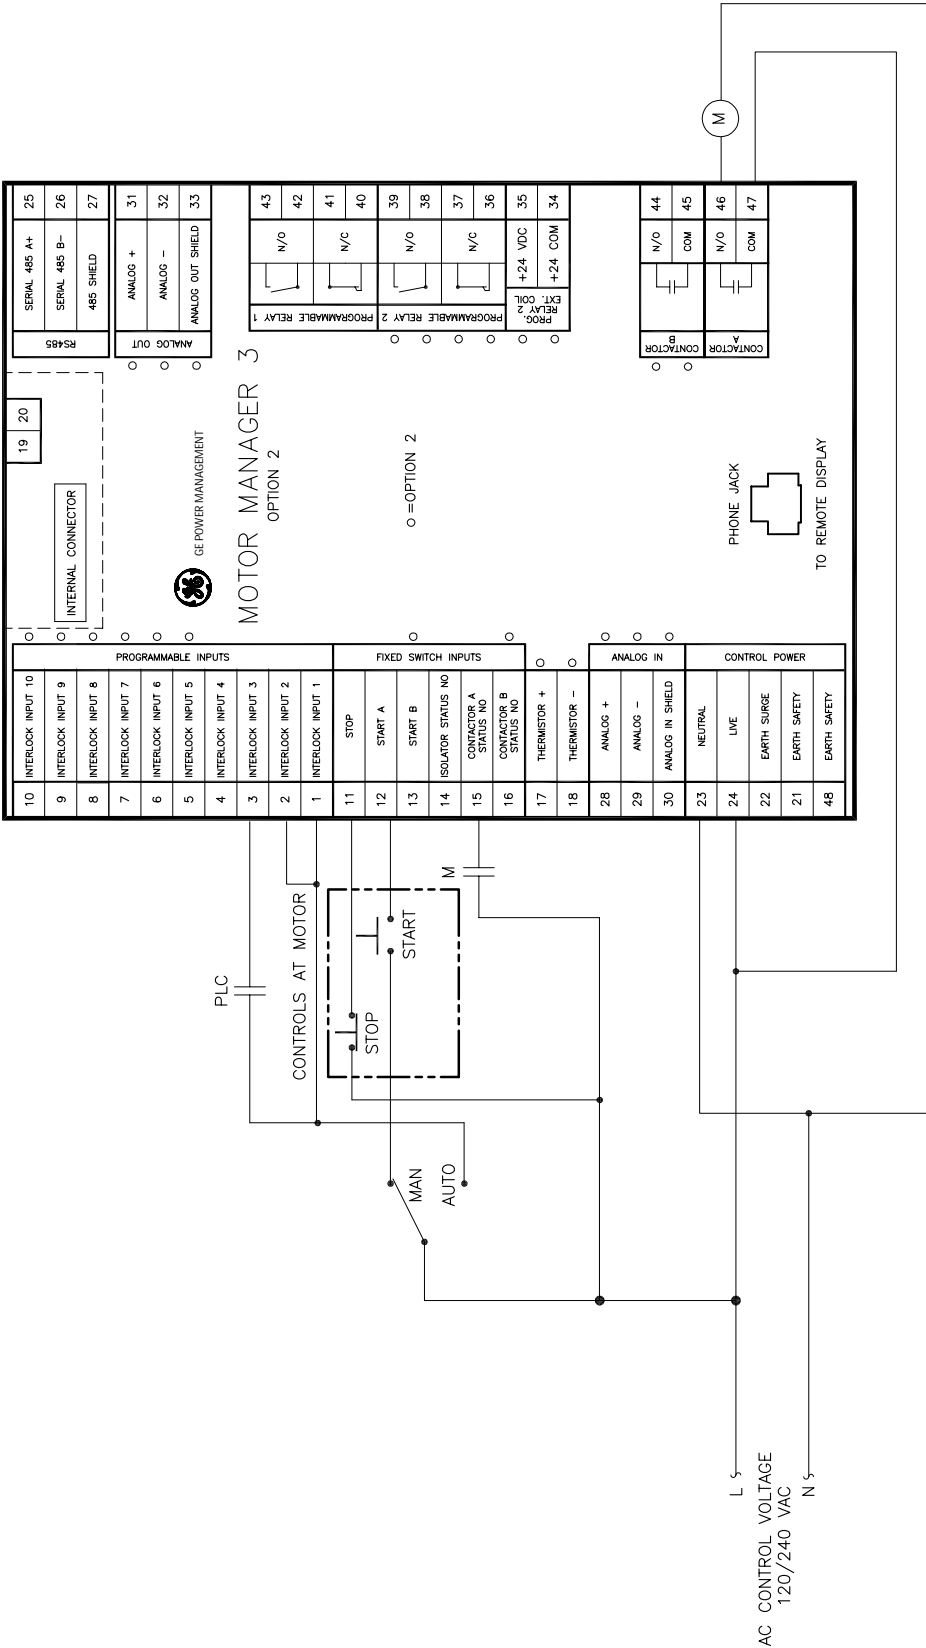 25 SERIAL 485 A+
26 SERIAL 485 B-
27 485 SHIELD
RS485
31 ANALOG +
32 ANALOG -
33 ANALOG OUT SHIELD
ANALOG OUT
43
42
N/O
41
40
N/C
PROGRAMMABLE RELAY 1
39
38
N/O
37
36
N/C
PROGRAMMABLE RELAY 2
35 +24 VDC
34 +24 COM
PROG. RELAY 2 EXT. COIL
44 N/O
45 COM
CONTACTOR B
46 N/O
47 COM
CONTACTOR A
M
19 20
INTERNAL CONNECTOR
GE
GE POWER MANAGEMENT
MOTOR MANAGER 3
OPTION 2
=OPTION 2
PHONE JACK
TO REMOTE DISPLAY
PROGRAMMABLE INPUTS
INTERLOCK INPUT 10 10
INTERLOCK INPUT 9 9
INTERLOCK INPUT 8 8
INTERLOCK INPUT 7 7
INTERLOCK INPUT 6 6
INTERLOCK INPUT 5 5
INTERLOCK INPUT 4 4
INTERLOCK INPUT 3 3
INTERLOCK INPUT 2 2
INTERLOCK INPUT 1 1
FIXED SWITCH INPUTS
STOP 11
START A 12
START B 13
ISOLATOR STATUS NO 14
CONTACTOR A
STATUS NO
15
CONTACTOR B
STATUS NO
16
THERMISTOR + 17
THERMISTOR - 18
ANALOG IN
ANALOG + 28
ANALOG - 29
ANALOG IN SHIELD 30
CONTROL POWER
NEUTRAL 23
LIVE 24
EARTH SURGE 22
EARTH SAFETY 21
EARTH SAFETY 48
PLC
CONTROLS AT MOTOR
STOP
START
M
MAN
AUTO
L
AC CONTROL VOLTAGE
120/240 VAC
N